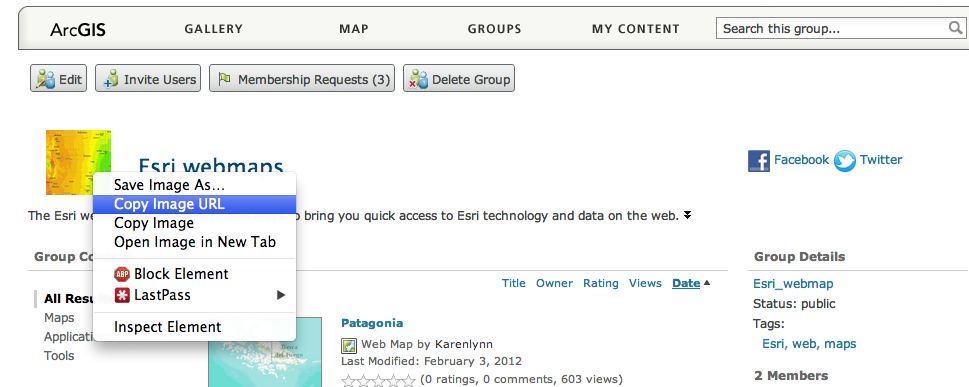 ArcGIS GALLERY MAP GROUPS MY CONTENT Search this group...
Edit Invite Users Membership Requests (3) Delete Group
Esri webmaps
Facebook Twitter
Save Image As...
Copy Image URL
Copy Image
Open Image in New Tab
Block Element
LastPass
Inspect Element
The Esri we bring you quick access to Esri technology and data on the web.
Group Co
All Resu
Maps
Applicati
Tools
Title Owner Rating Views Date
Patagonia
Web Map by Karenlynn
Last Modified: February 3, 2012
(0 ratings, 0 comments, 603 views)
Group Details
Esri_webmap
Status: public
Tags:
Esri, web, maps
2 Members